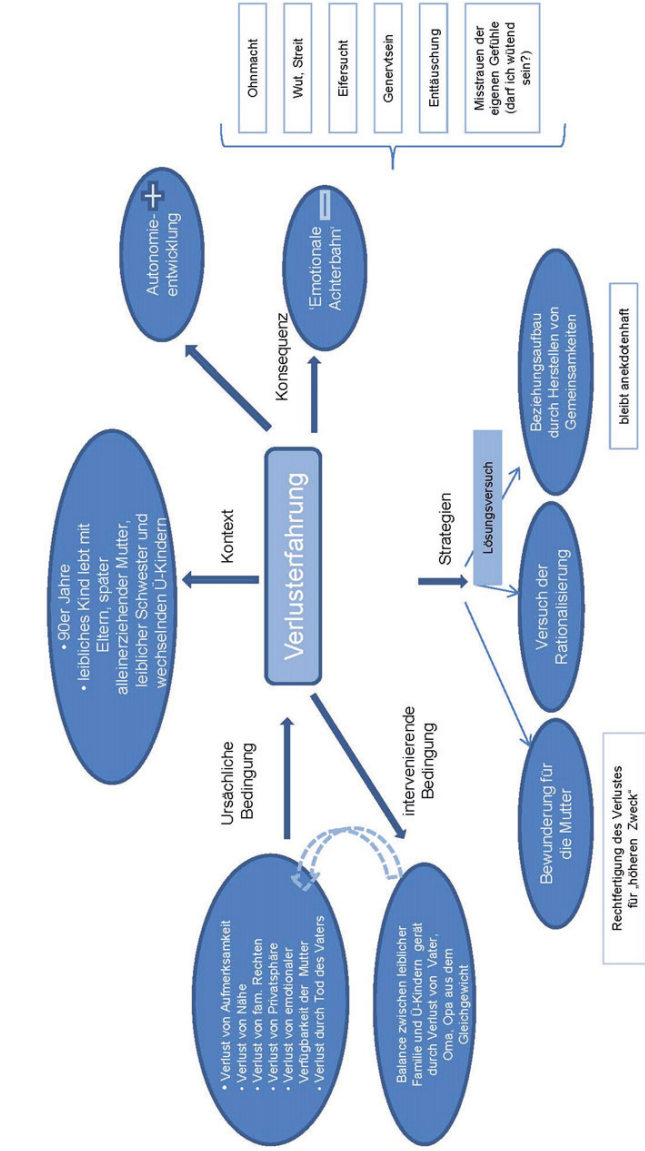 • 90er Jahre
• leibliches Kind lebt mit
Eltern, später
alleinerziehender Mutter,
leiblicher Schwester und
wechselnden Ü-Kindern
Kontext
Autonomie-
entwicklung
Ursächliche
Bedingung
• Verlust von Aufmerksamkeit
• Verlust von Nähe
• Verlust von fam. Rechten
• Verlust von Privatsphäre
• Verlust von emotionaler
Verfügbarkeit der Mutter
• Verlust durch Tod des Vaters
Verlusterfahrung
Konsequenz
'Emotionale
Achterbahn'
Ohnmacht
Wut, Streit
Eifersucht
Genervtsein
Enttäuschung
Misstrauen der
eigenen Gefühle
(darf ich wütend
sein?)
intervenierende
Bedingung
Balance zwischen leiblicher
Familie und Ü-Kindern gerät
durch Verlust von Vater,
Oma, Opa aus dem
Gleichgewicht
Strategien
Lösungsversuch
Bewunderung für
die Mutter
Versuch der
Rationalisierung
Beziehungsaufbau
durch Herstellen von
Gemeinsamkeiten
Rechtfertigung des Verlustes
für „höheren Zweck“
bleibt anekdotenhaft